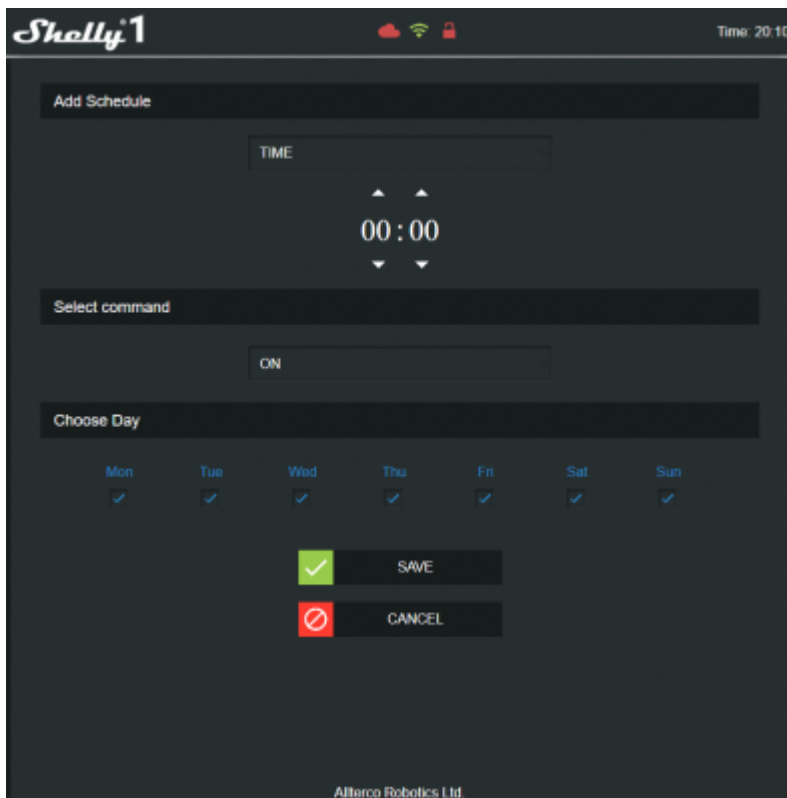 Shelly 1
Time: 20:10
Add Schedule
TIME
00:00
Select command
ON
Choose Day
Mon Tue Wed Thu Fri Sat Sun
SAVE
CANCEL
Allterco Robotics Ltd.